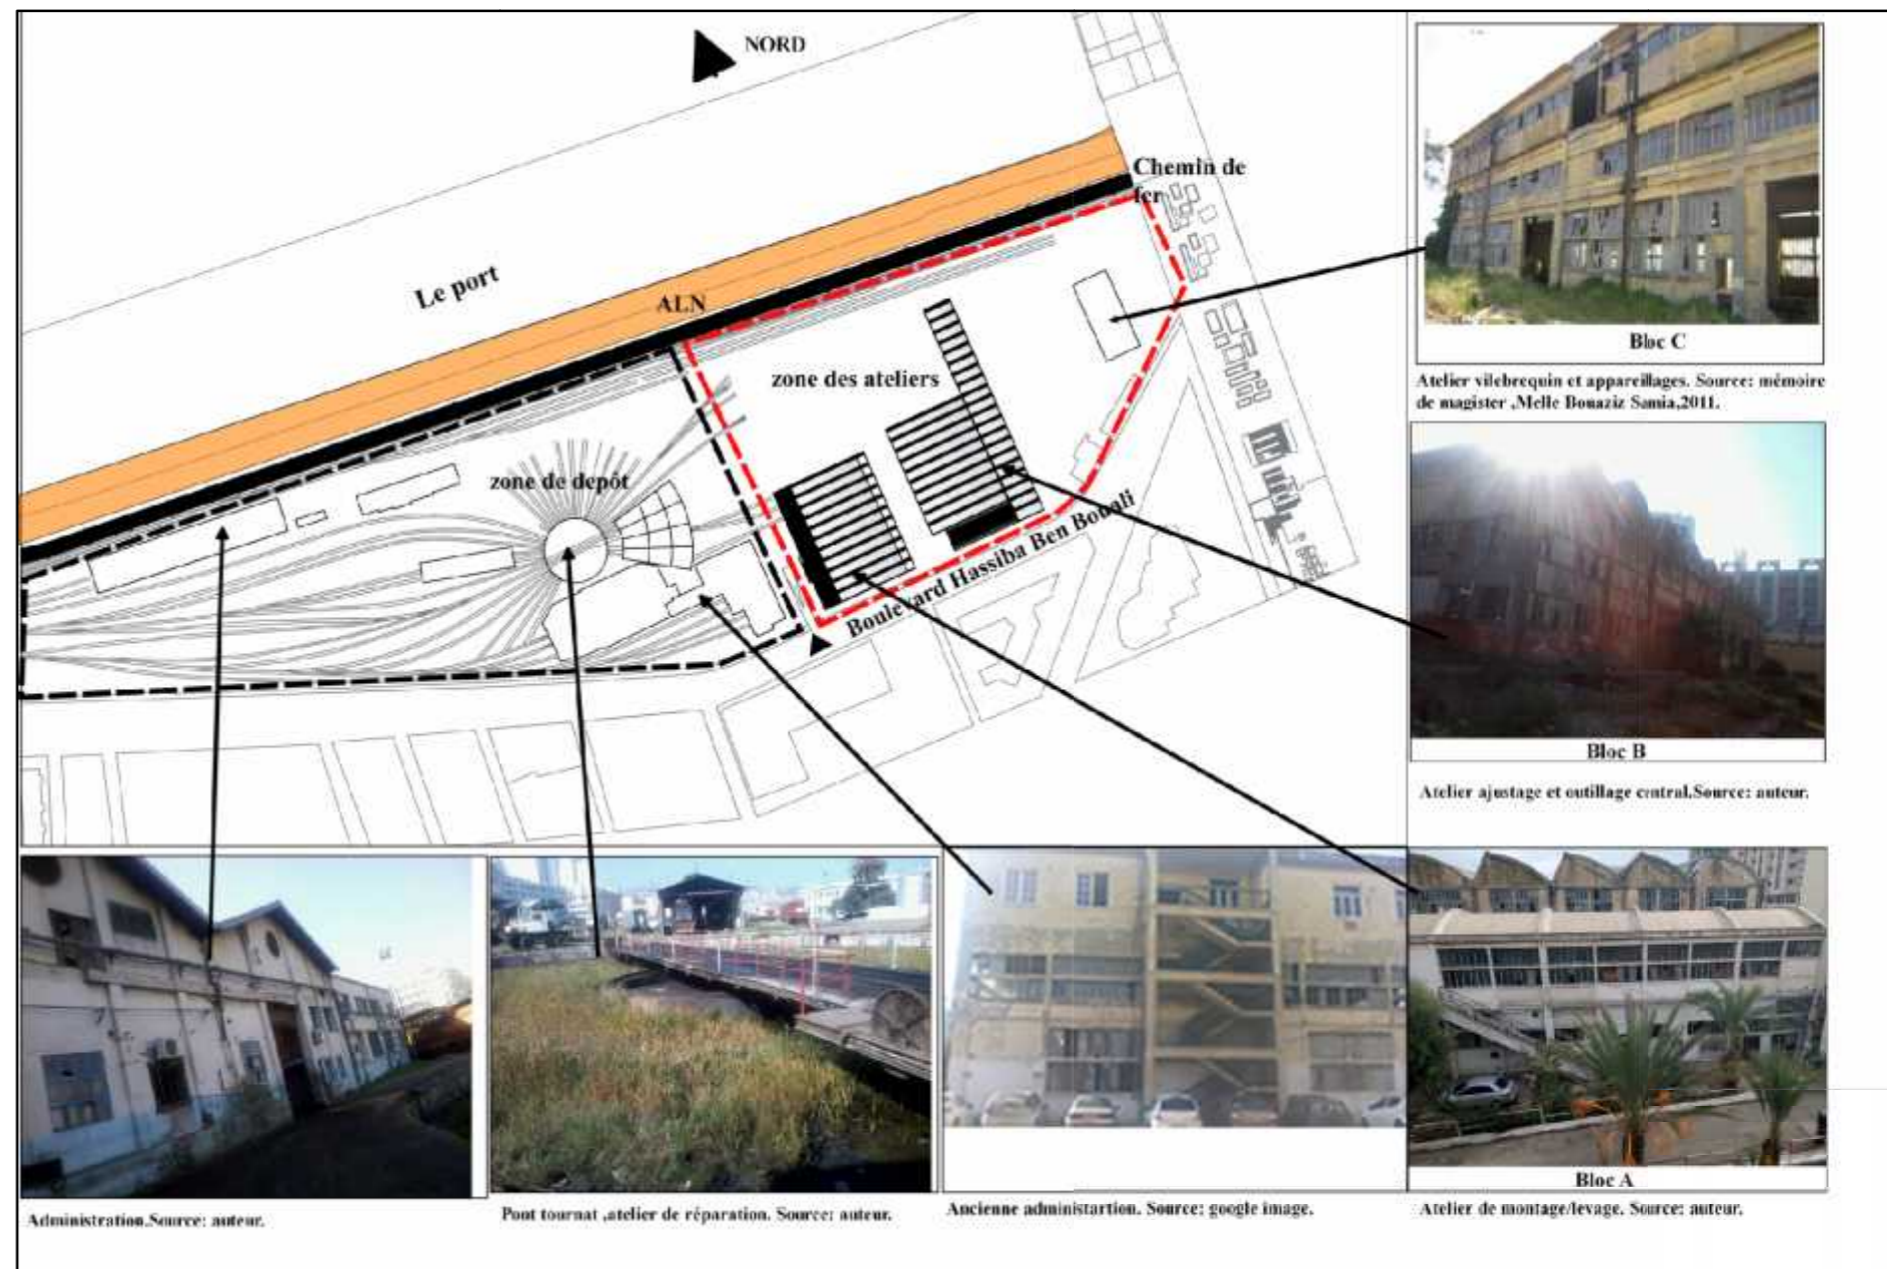 NORD
Chemin de
fer
Le port
ALN
zone des ateliers
zone de depôt
Boulevard Hassiba Ben Bouali
Bloc C
Atelier vilebrequin et appareillages. Source: mémoire
de magister ,Melle Bouaziz Samia,2011.
Bloc B
Atelier ajustage et outillage central.Source: auteur.
Bloc A
Atelier de montage/levage. Source: auteur.
Administration.Source: auteur.
Pont tournat ,atelier de réparation. Source: auteur.
Ancienne administartion. Source: google image.